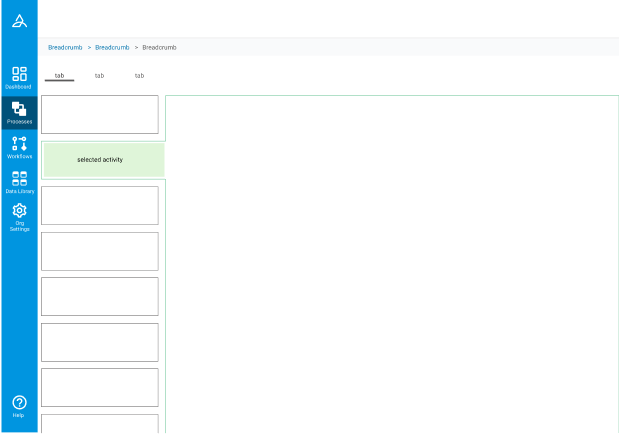 Breadcrumb > Breadcrumb > Breadcrumb
tab tab tab
Dashboard
Processes
Workflows
Data Library
Org
Settings
Help
selected activity